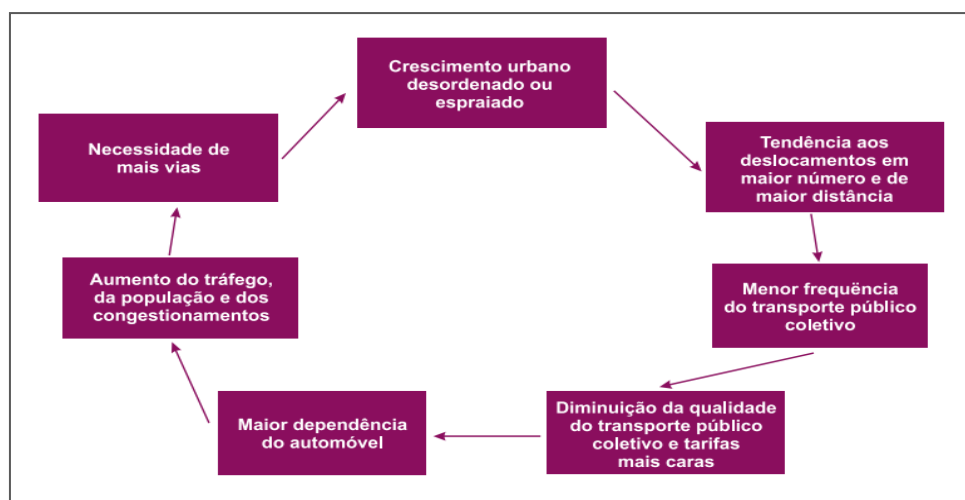 Crescimento urbano
desordenado ou
espraiado
Tendência aos
deslocamentos em
maior número e de
maior distância
Menor frequëncia
do transporte público
coletivo
Diminuição da qualidade
do transporte público
coletivo e tarifas
mais caras
Maior dependência
do automóvel
Aumento do tráfego,
da população e dos
congestionamentos
Necessidade de
mais vias